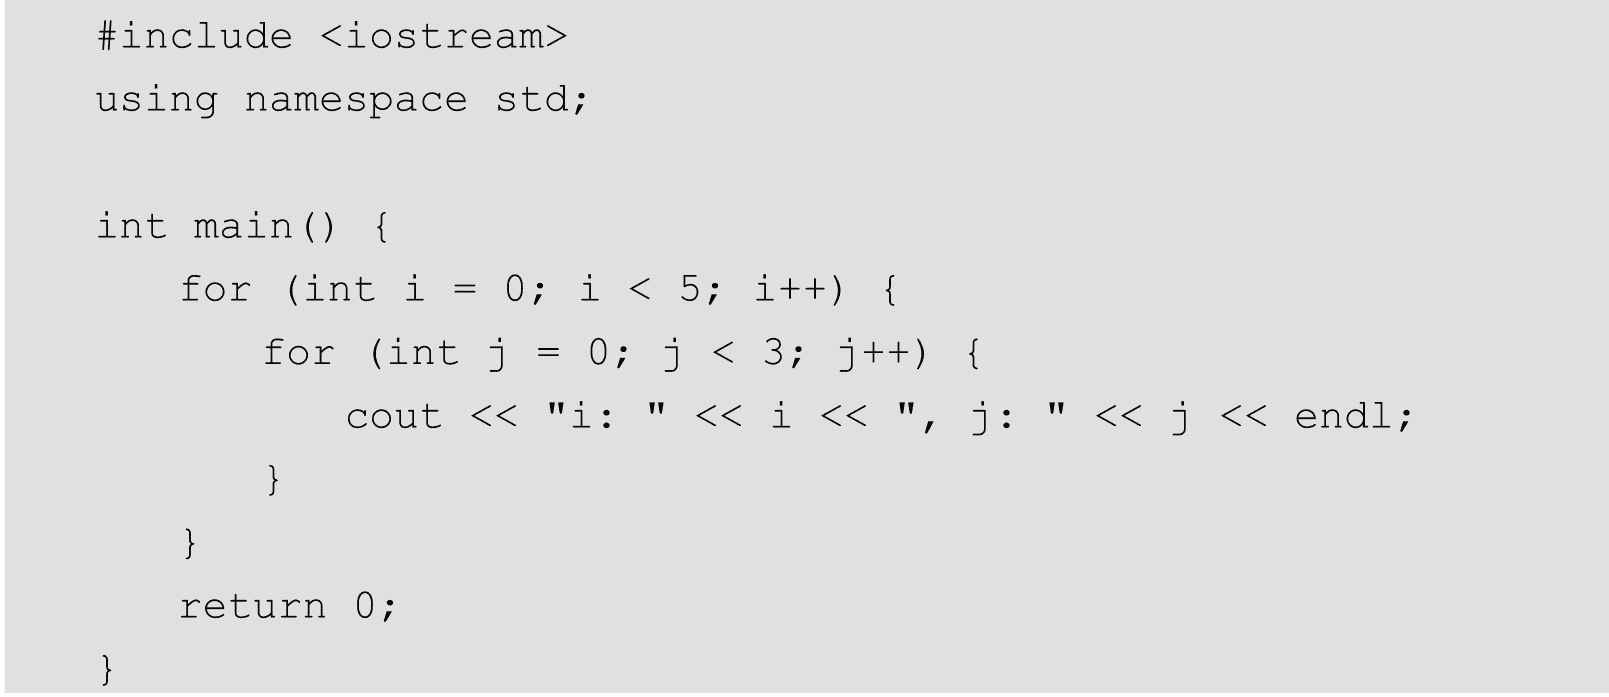 #include <iostream>
using namespace std;
int main() {
for (int i = 0; i < 5; i++) {
for (int j = 0; j < 3; j++) {
cout << "i: " << i << ", j: " << j << endl;
}
}
return 0;
}